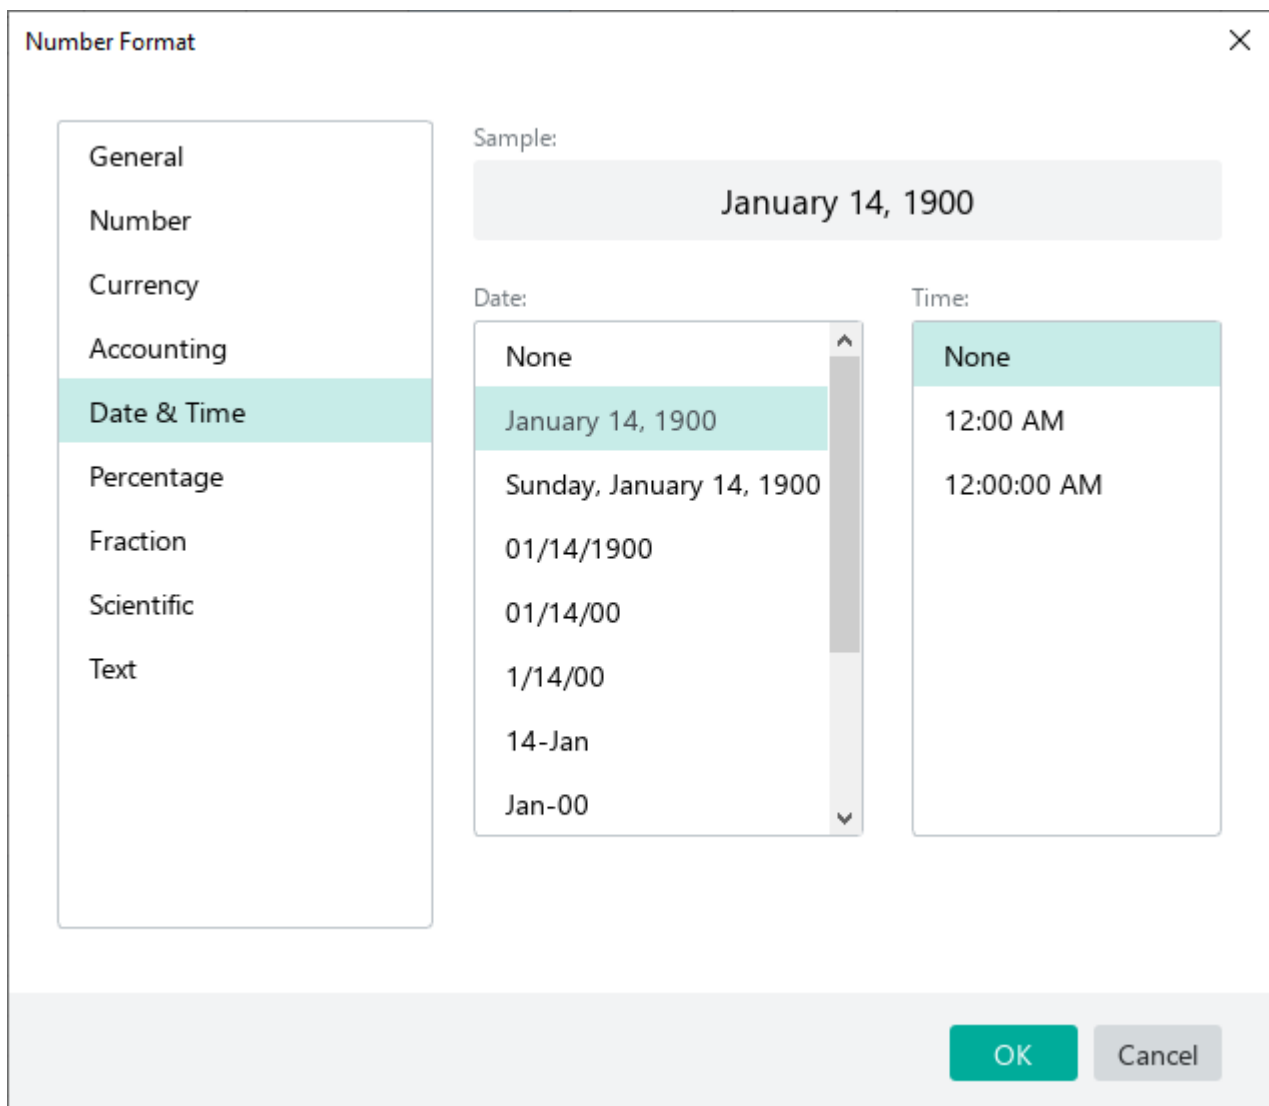 Number Format
General
Number
Currency
Accounting
Date & Time
Percentage
Fraction
Scientific
Text
Sample:
January 14, 1900
Date:
None
January 14, 1900
Sunday, January 14, 1900
01/14/1900
01/14/00
1/14/00
14-Jan
Jan-00
Time:
None
12:00 AM
12:00:00 AM
OK
Cancel